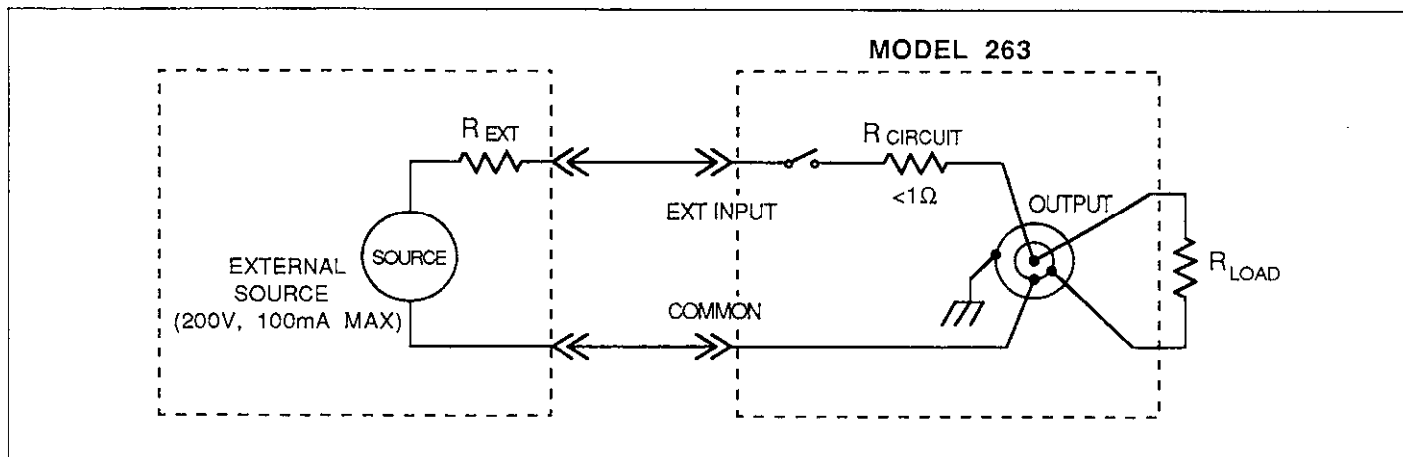 MODEL 263
R EXT
R CIRCUIT
<1Ω
EXT INPUT
OUTPUT
SOURCE
EXTERNAL
SOURCE
(200V, 100mA MAX)
COMMON
R LOAD